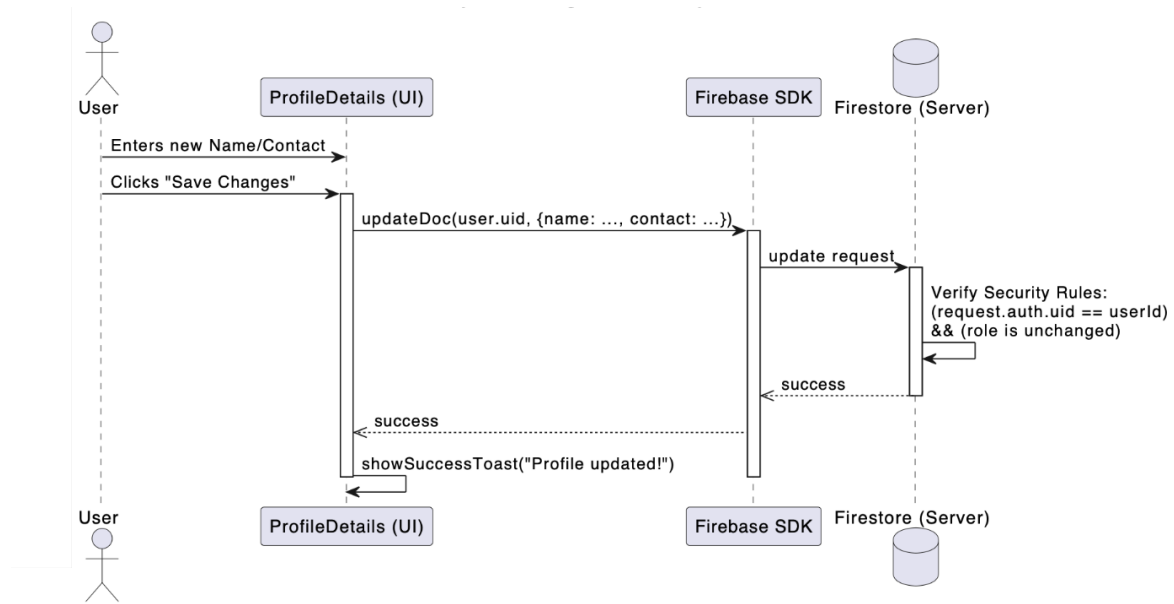 User
ProfileDetails (UI)
Firebase SDK
Firestore (Server)
Enters new Name/Contact
Clicks "Save Changes"
updateDoc(user.uid, {name: ..., contact: ...})
update request
Verify Security Rules:
(request.auth.uid == userId)
&& (role is unchanged)
success
success
showSuccessToast("Profile updated!")
User
ProfileDetails (UI)
Firebase SDK
Firestore (Server)